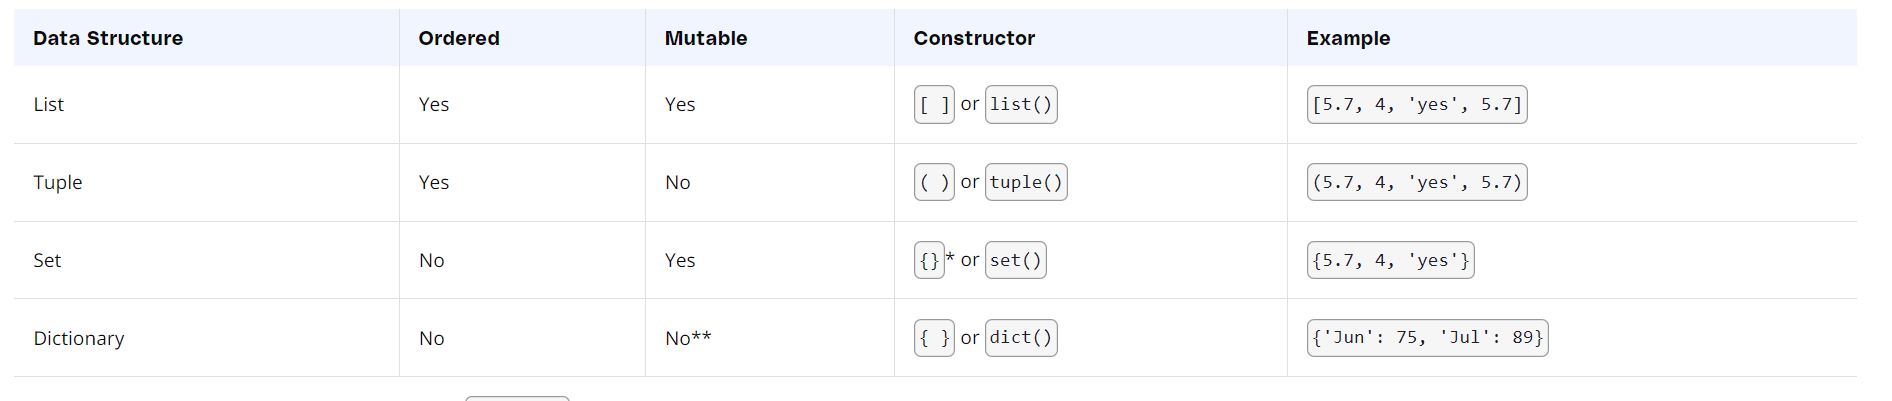 Data Structure Ordered Mutable Constructor Example
List Yes Yes [ ] or list() [5.7, 4, 'yes', 5.7]
Tuple Yes No ( ) or tuple() (5.7, 4, 'yes', 5.7)
Set No Yes {}* or set() {5.7, 4, 'yes'}
Dictionary No No** { } or dict() {'Jun': 75, 'Jul': 89}